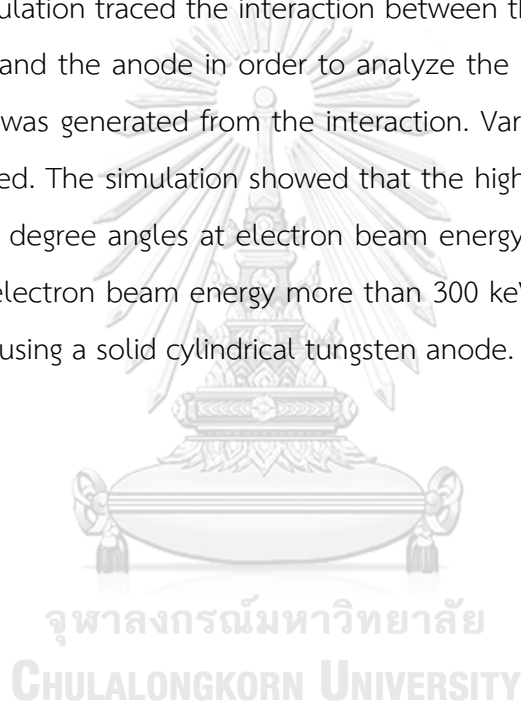 ulation traced the interaction between th
and the anode in order to analyze the
was generated from the interaction. Var
ed. The simulation showed that the high
degree angles at electron beam energy
electron beam energy more than 300 keV
using a solid cylindrical tungsten anode.
จุฬาลงกรณ์มหาวิทยาลัย
CHULALONGKORN UNIVERSITY